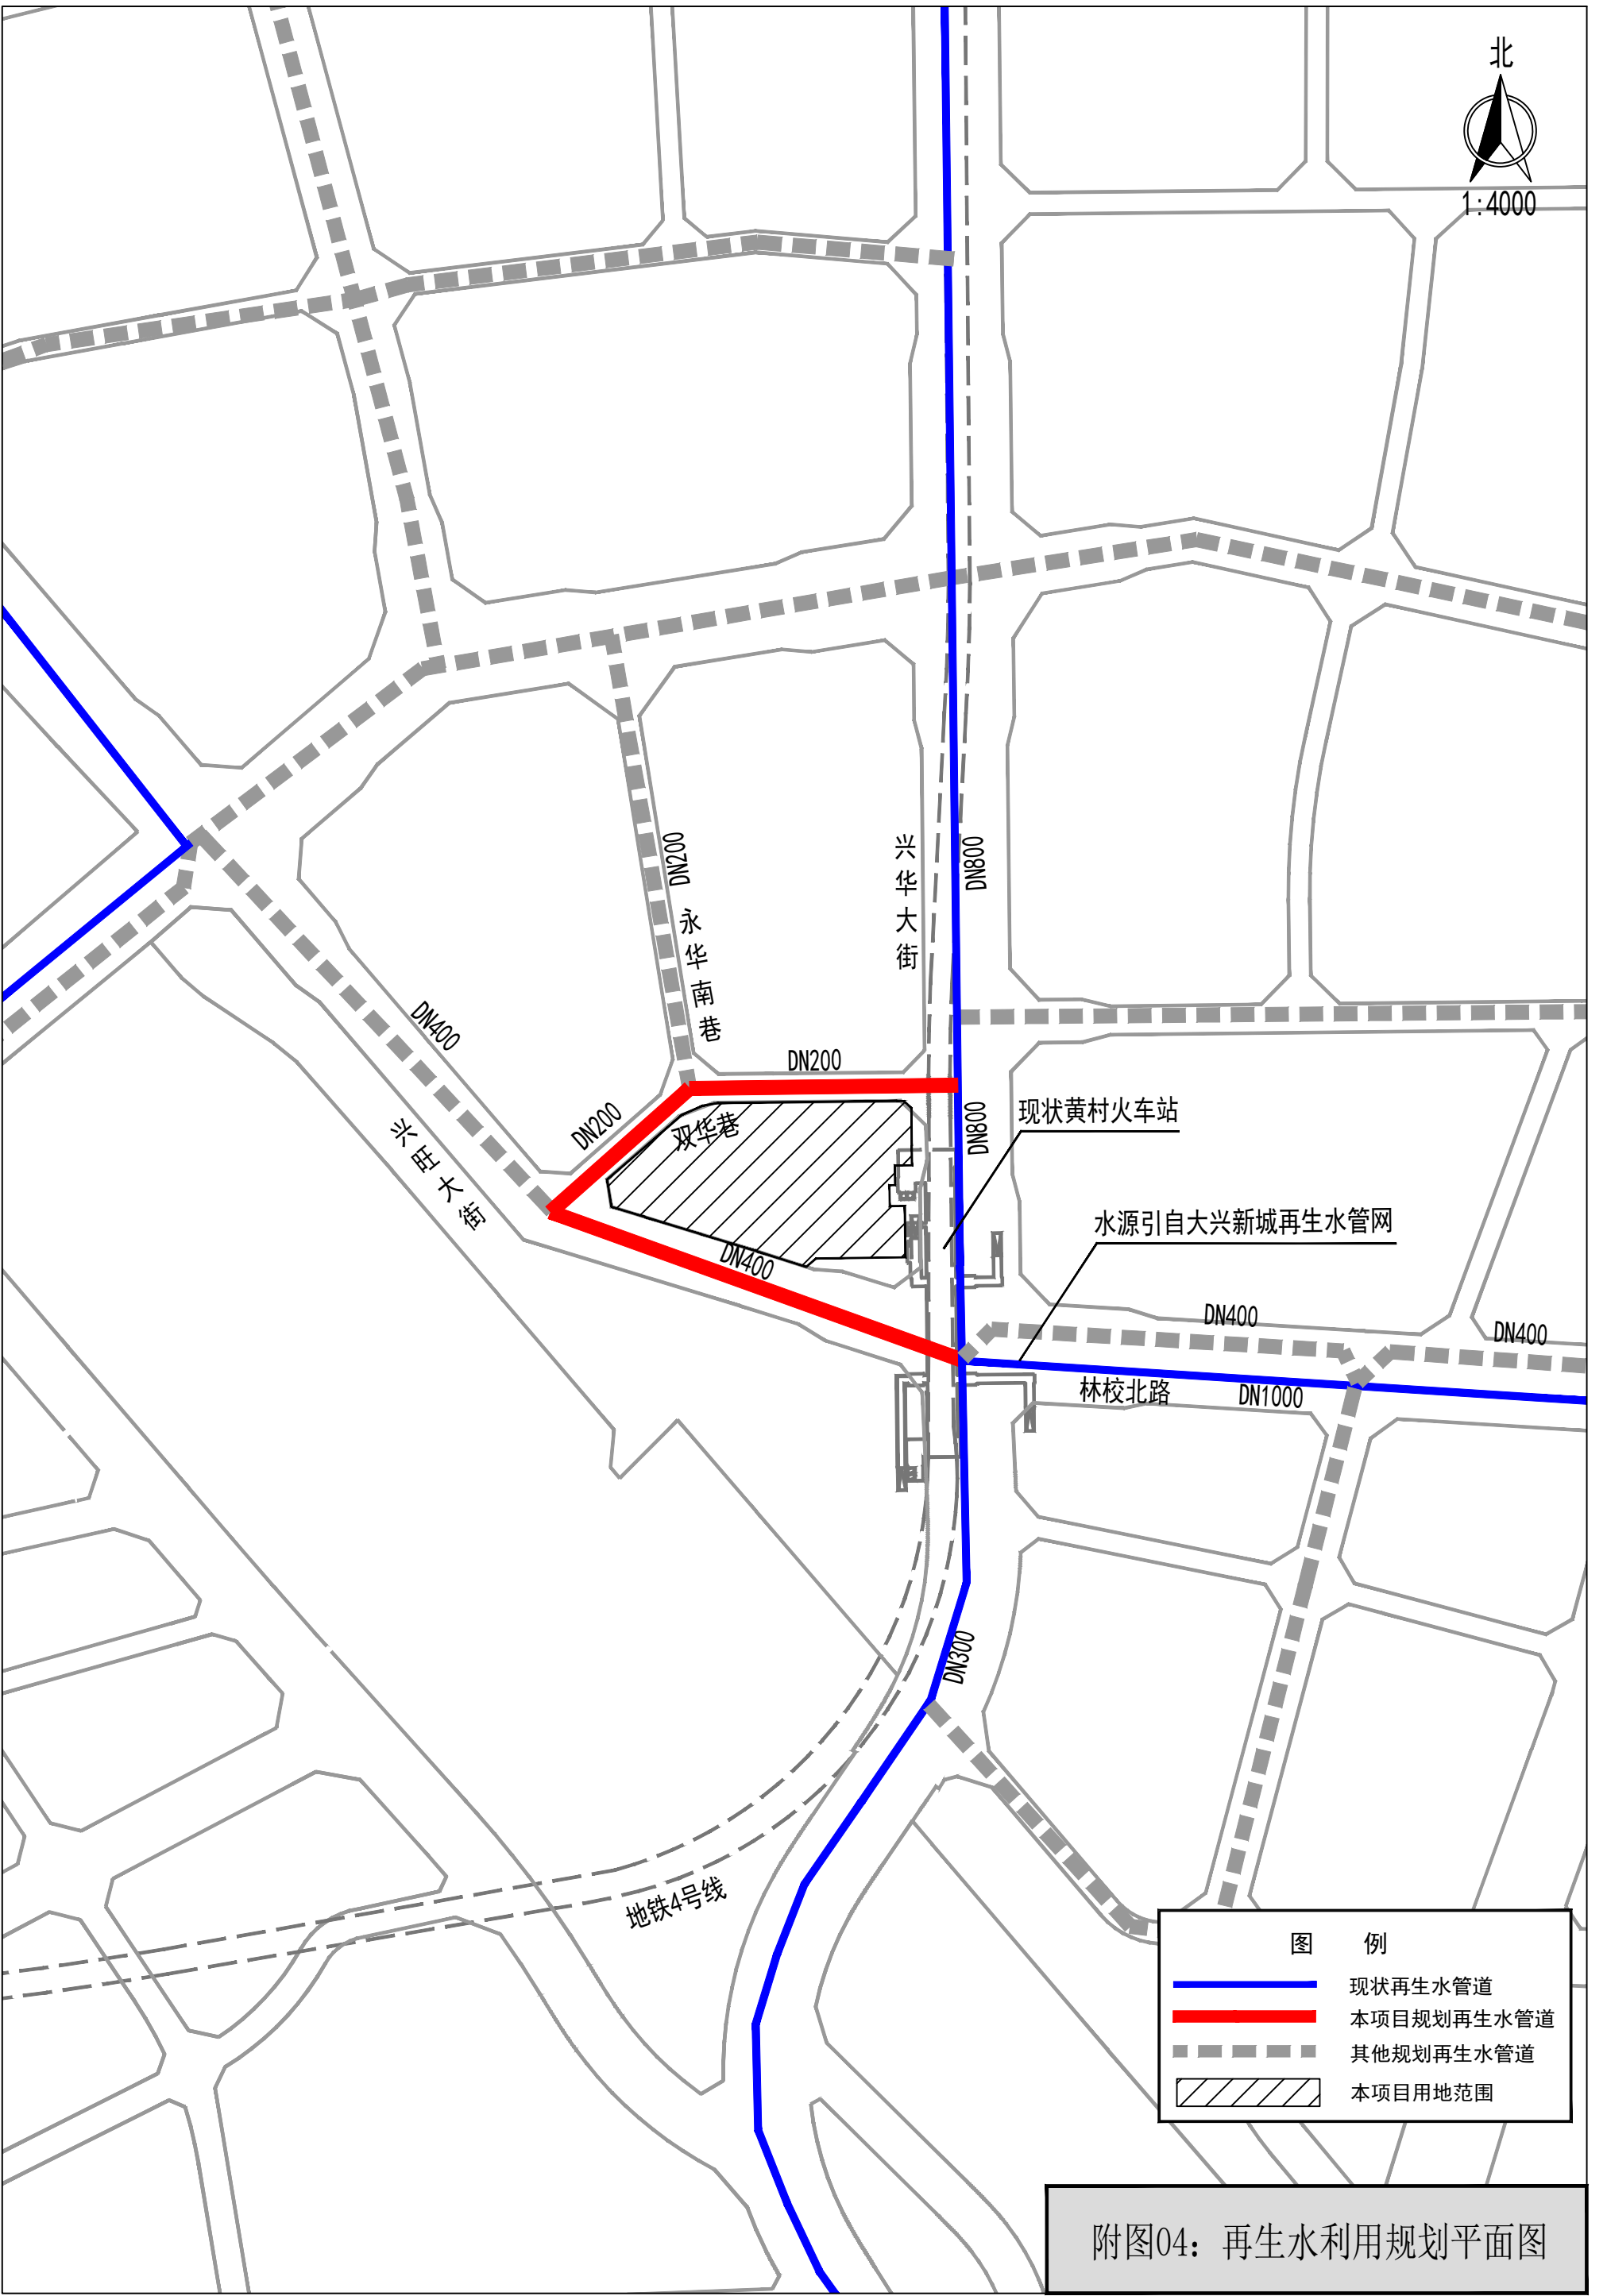 北
1:4000
DN200
永华南巷
兴华大街
DN800
DN400
DN200
DN200
双华巷
DN800
现状黄村火车站
兴旺大街
水源引自大兴新城再生水管网
DN400
DN400
DN400
林校北路
DN1000
DN300
地铁4号线
图 例
现状再生水管道
本项目规划再生水管道
其他规划再生水管道
本项目用地范围
附图04：再生水利用规划平面图